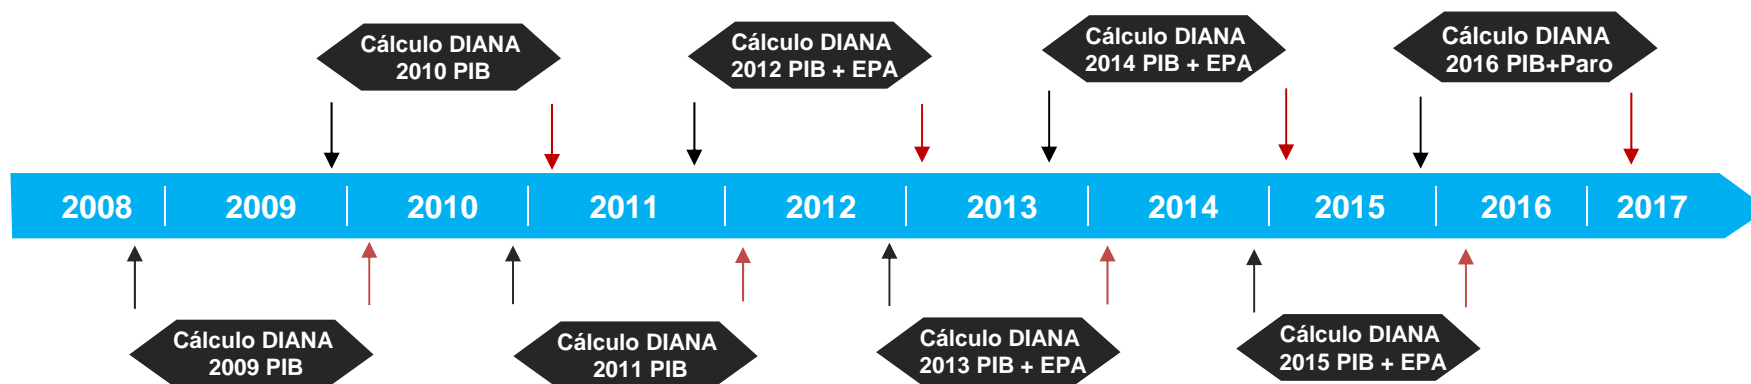 Cálculo DIANA
2010 PIB
Cálculo DIANA
2012 PIB + EPA
Cálculo DIANA
2014 PIB + EPA
Cálculo DIANA
2016 PIB+Paro
2008
2009
2010
2011
2012
2013
2014
2015
2016
2017
Cálculo DIANA
2009 PIB
Cálculo DIANA
2011 PIB
Cálculo DIANA
2013 PIB + EPA
Cálculo DIANA
2015 PIB + EPA